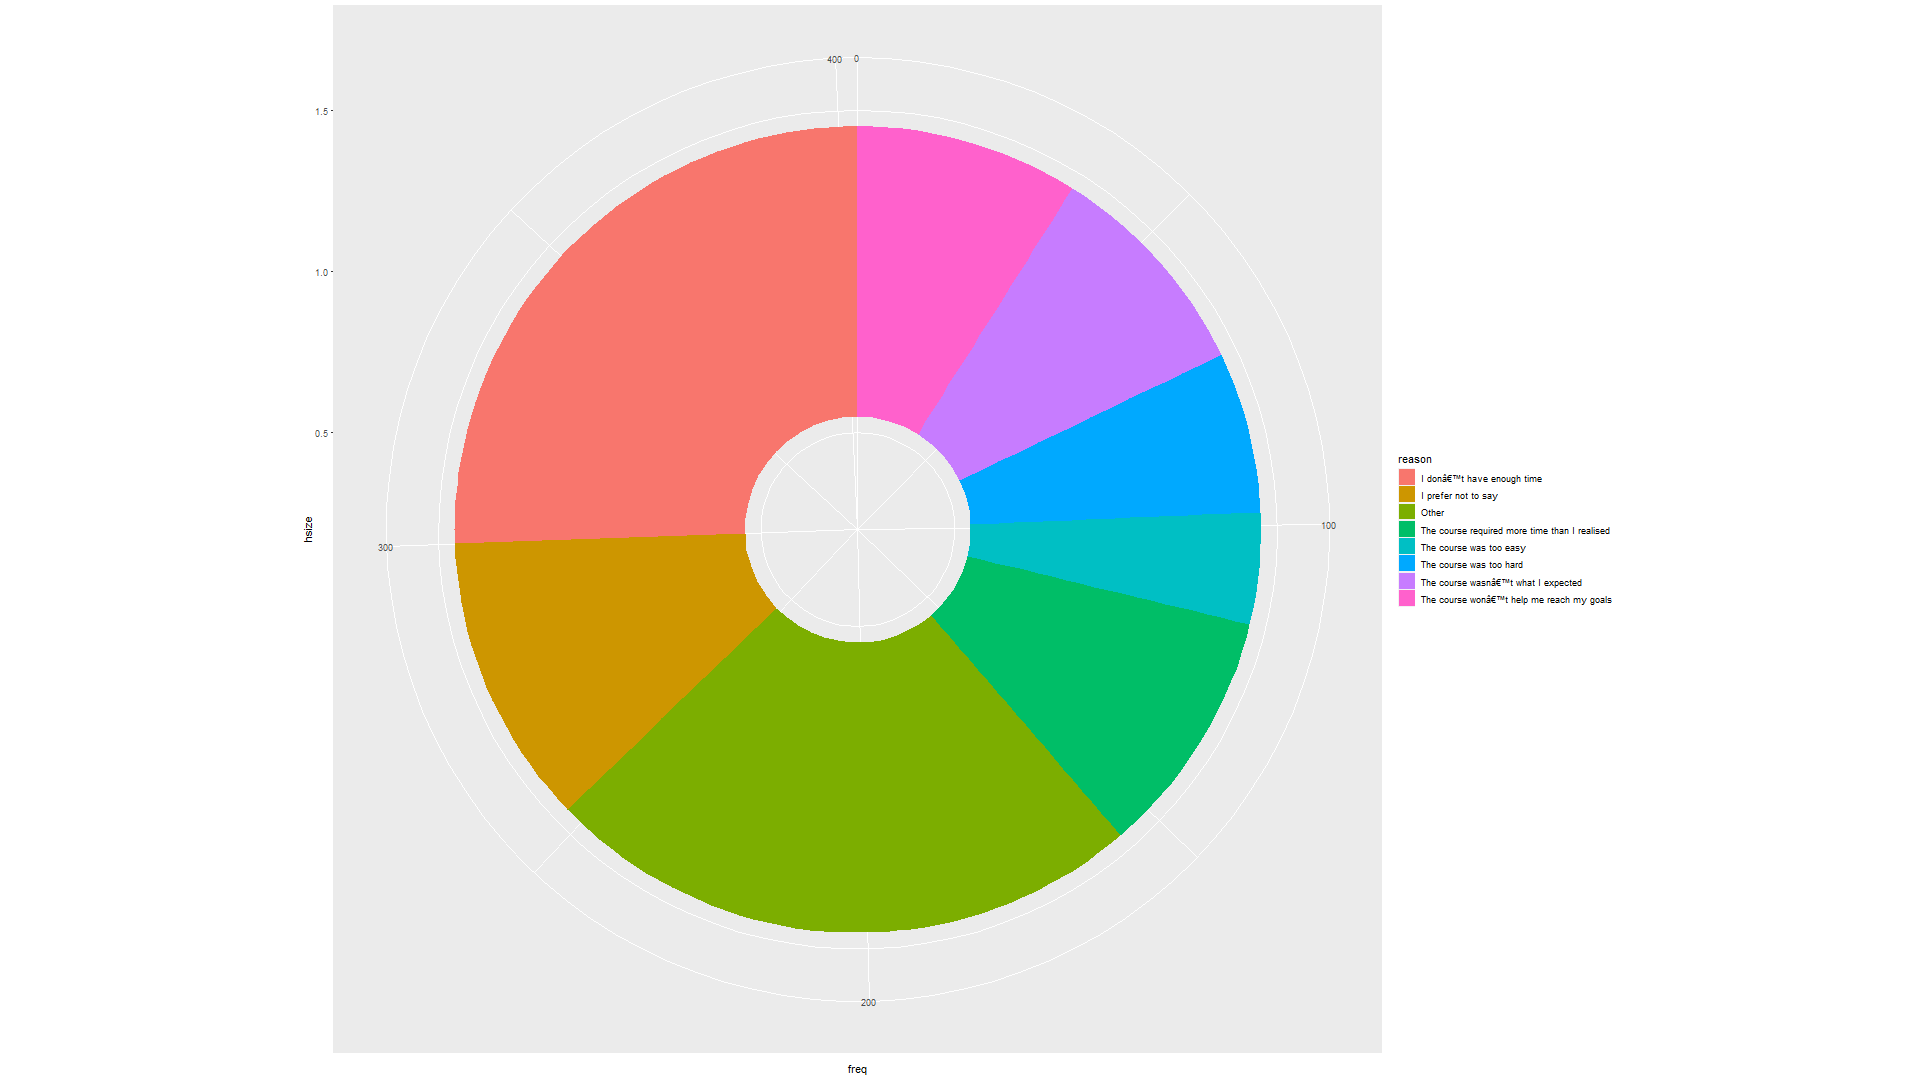 400
0
1.5
1.0
0.5
hsize
300
100
200
freq
reason
I donâ€™t have enough time
I prefer not to say
Other
The course required more time than I realised
The course was too easy
The course was too hard
The course wasnâ€™t what I expected
The course wonâ€™t help me reach my goals